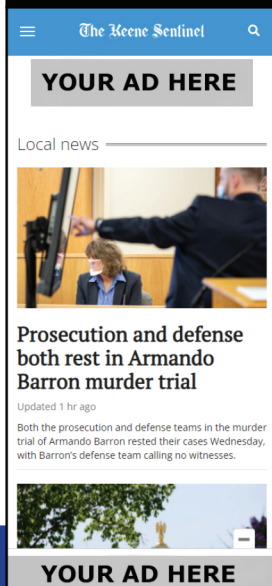 The Keene Sentinel
YOUR AD HERE
Local news
Prosecution and defense
both rest in Armando
Barron murder trial
Updated 1 hr ago
Both the prosecution and defense teams in the murder
trial of Armando Barron rested their cases Wednesday,
with Barron's defense team calling no witnesses.
YOUR AD HERE